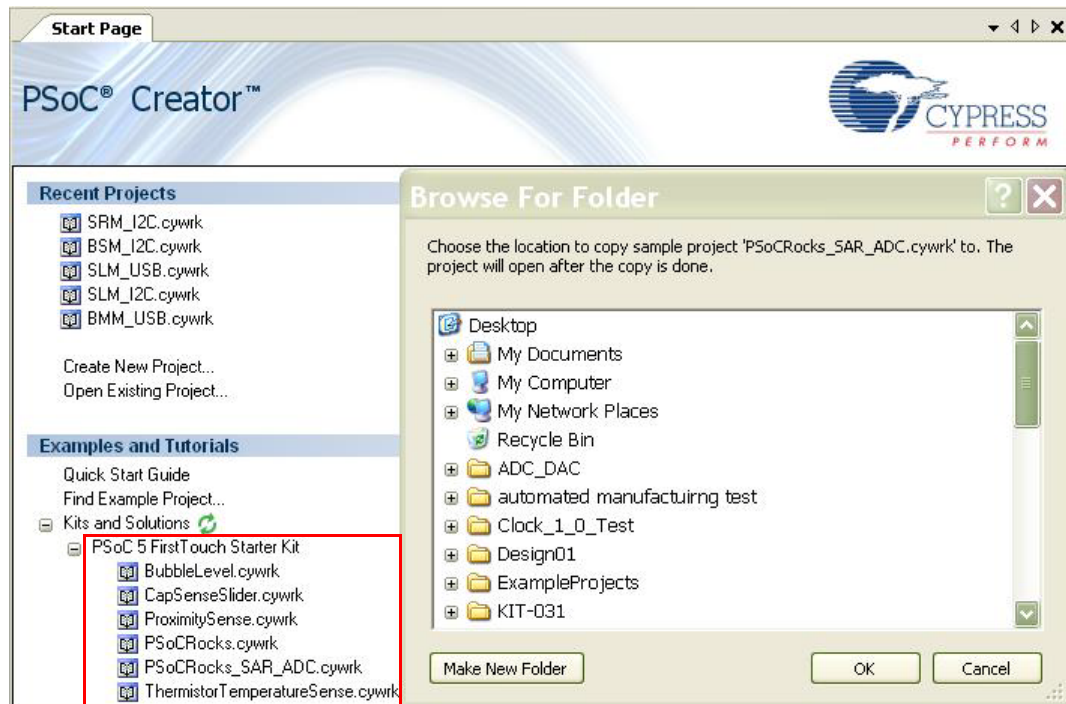 Start Page
PSoC® Creator™
CYPRESS
PERFORM
Recent Projects
SRM_I2C.cywrk
BSM_I2C.cywrk
SLM_USB.cywrk
SLM_I2C.cywrk
BMM_USB.cywrk
Create New Project...
Open Existing Project...
Examples and Tutorials
Quick Start Guide
Find Example Project...
Kits and Solutions
PSoC 5 FirstTouch Starter Kit
BubbleLevel.cywrk
CapSenseSlider.cywrk
ProximitySense.cywrk
PSoCRocks.cywrk
PSoCRocks_SAR_ADC.cywrk
ThermistorTemperatureSense.cywrk
Browse For Folder
Choose the location to copy sample project 'PSoCRocks_SAR_ADC.cywrk' to. The
project will open after the copy is done.
Desktop
My Documents
My Computer
My Network Places
Recycle Bin
ADC_DAC
automated manufactuirng test
Clock_1_0_Test
Design01
ExampleProjects
KIT-031
Make New Folder
OK
Cancel